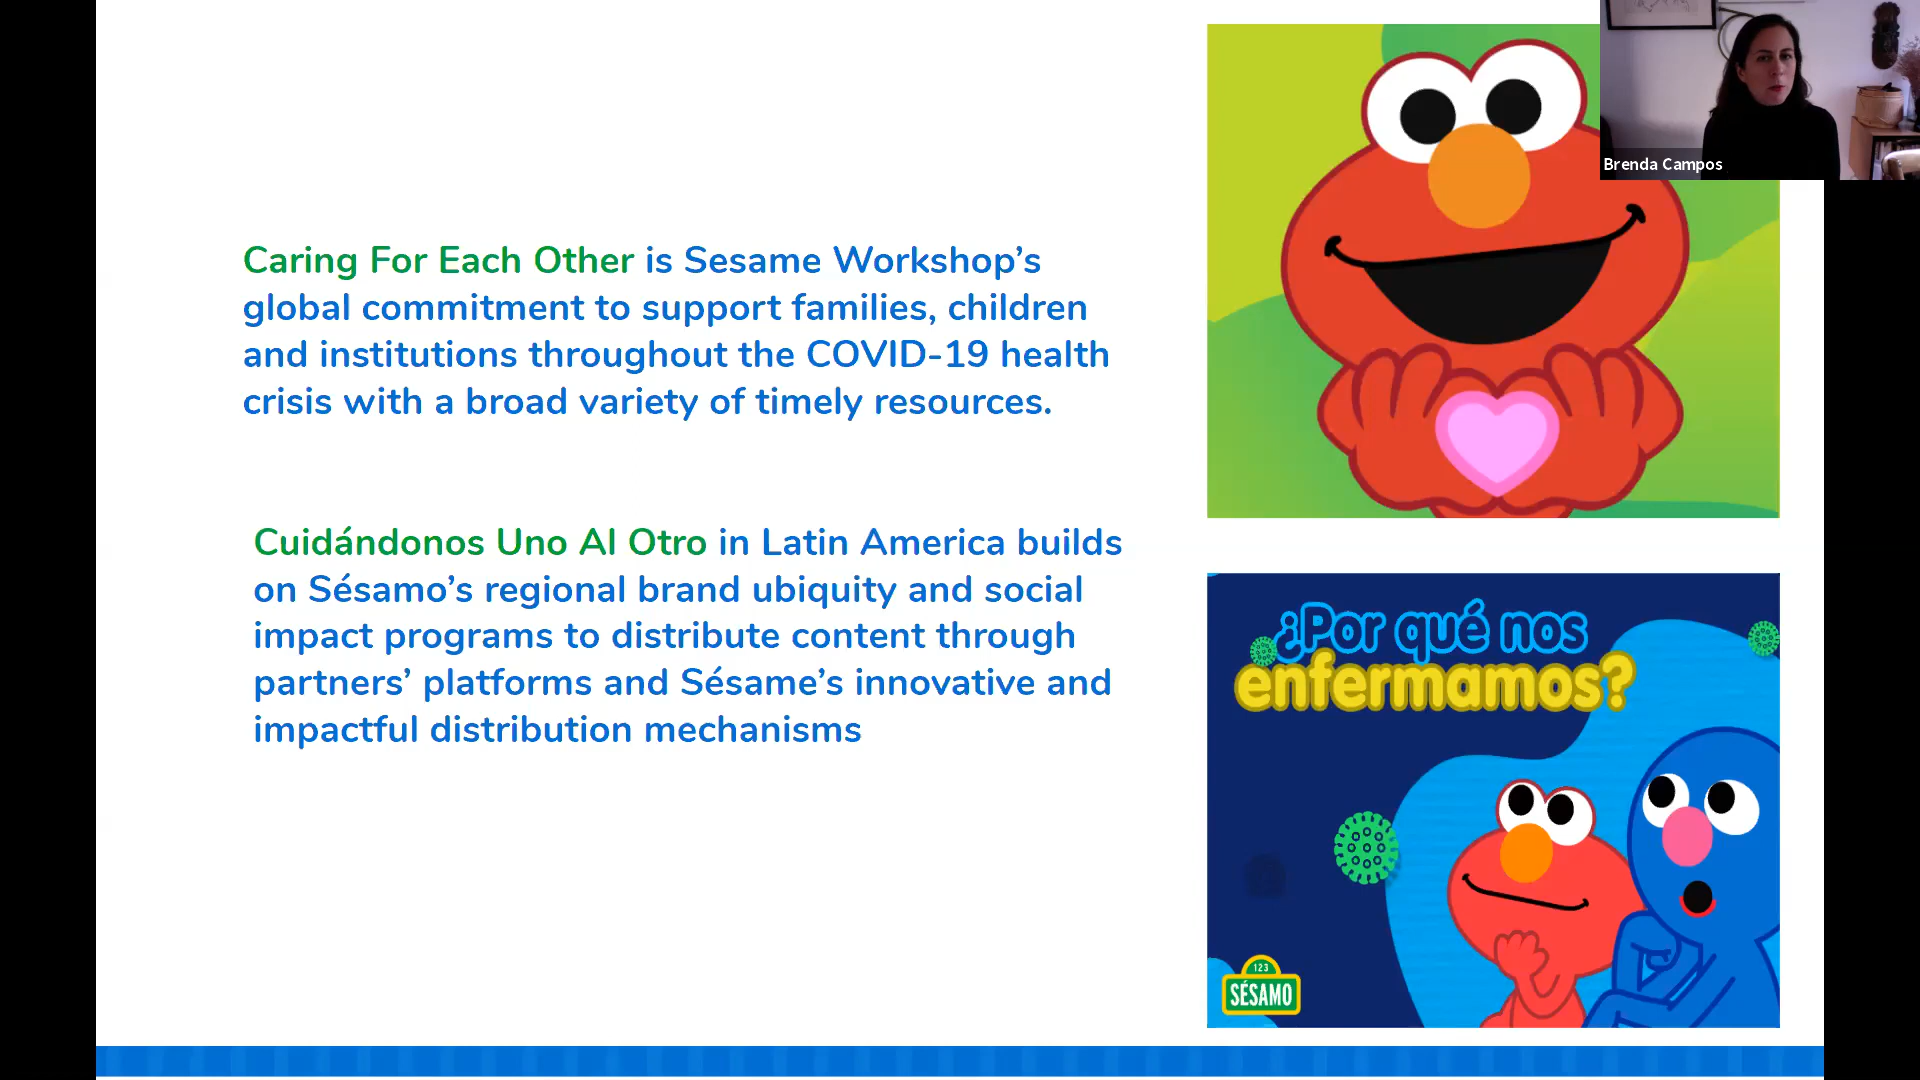 Caring For Each Other is Sesame Workshop’s
global commitment to support families, children
and institutions throughout the COVID-19 health
crisis with a broad variety of timely resources.
Cuidándonos Uno Al Otro in Latin America builds
on Sésamo’s regional brand ubiquity and social
impact programs to distribute content through
partners’ platforms and Sésame’s innovative and
impactful distribution mechanisms
Brenda Campos
¿Por qué nos
enfermamos?
123
SÉSAMO